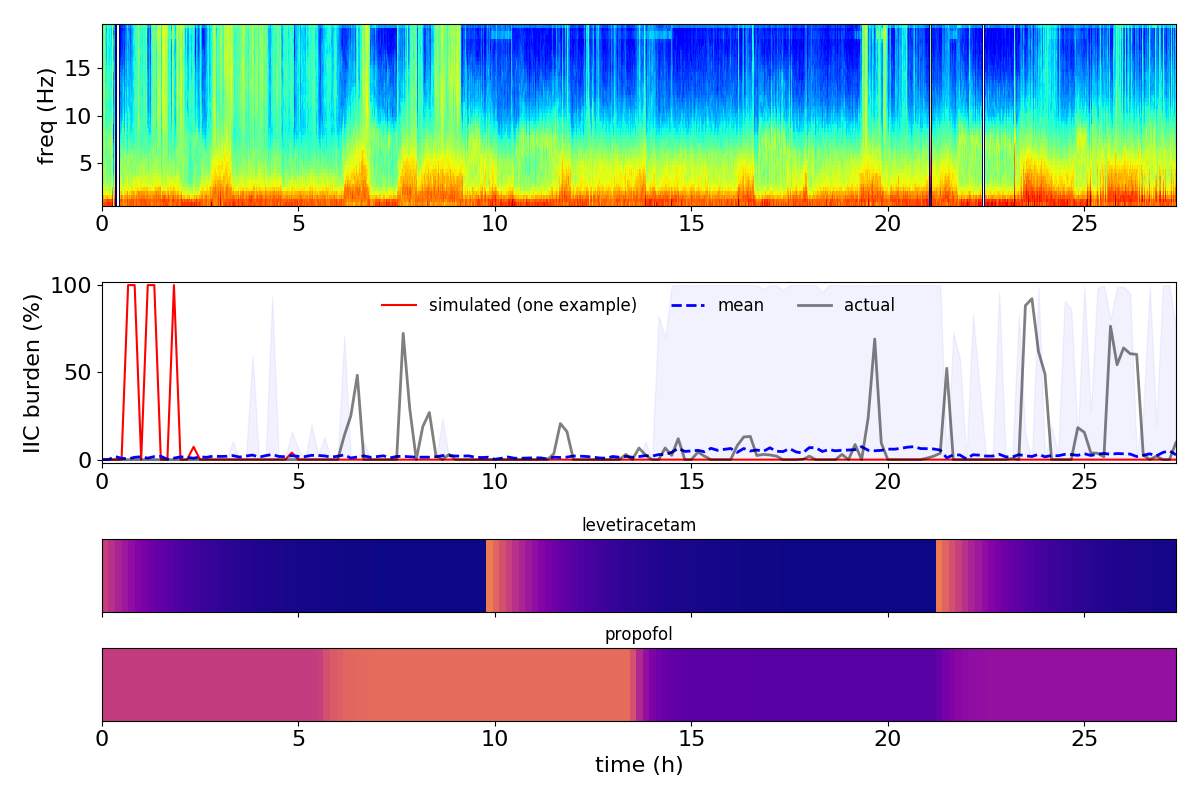 freq (Hz)
15
10
5
0 5 10 15 20 25
IIC burden (%)
100
50
0
simulated (one example) mean actual
0 5 10 15 20 25
levetiracetam
propofol
0 5 10 15 20 25
time (h)